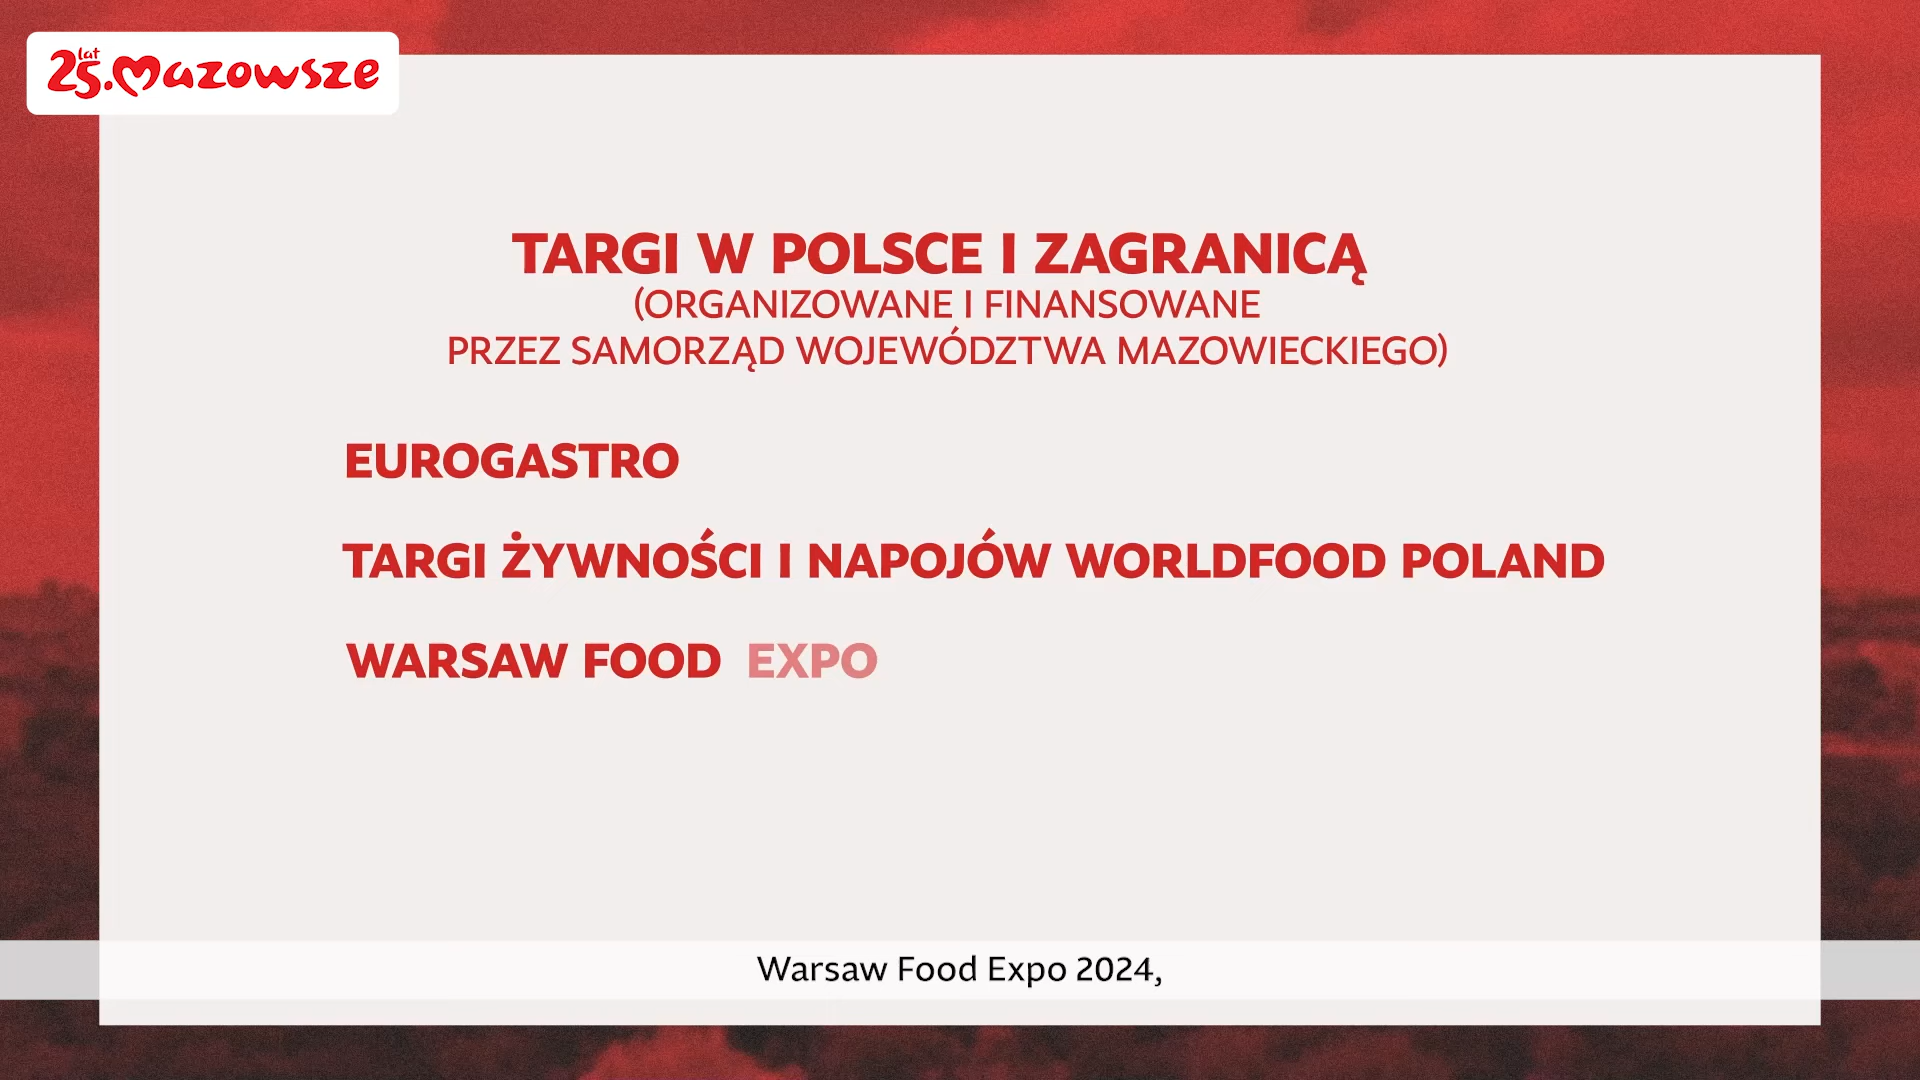 25 lat. Mazowsze
TARGI W POLSCE I ZAGRANICĄ
(ORGANIZOWANE I FINANSOWANE
PRZEZ SAMORZĄD WOJEWÓDZTWA MAZOWIECKIEGO)
EUROGASTRO
TARGI ŻYWNOŚCI I NAPOJÓW WORLDFOOD POLAND
WARSAW FOOD EXPO
Warsaw Food Expo 2024,